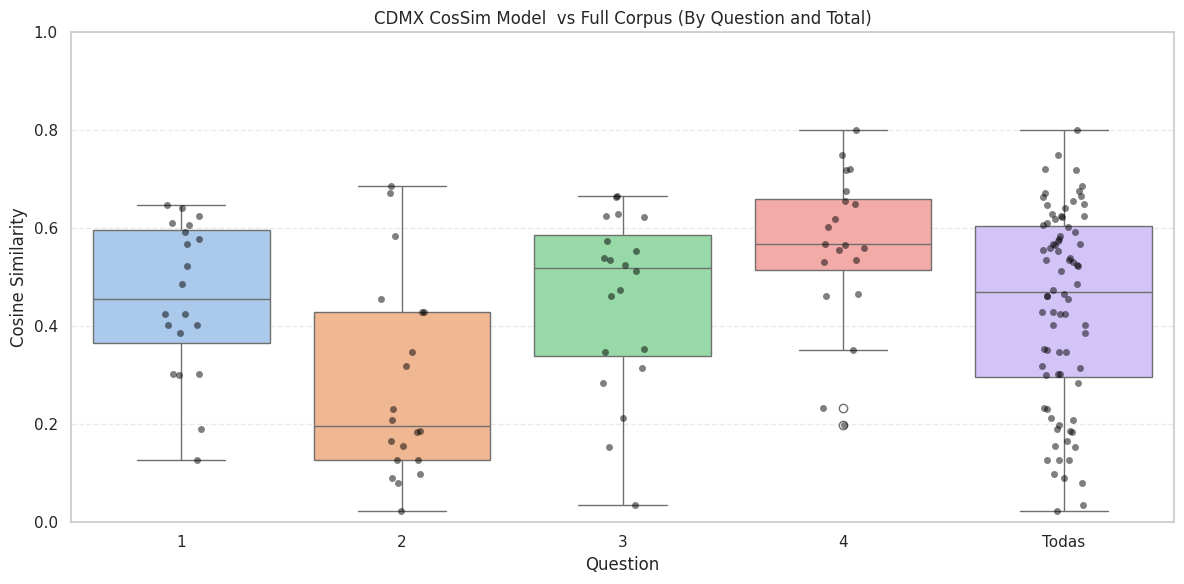 CDMX CosSim Model  vs Full Corpus (By Question and Total)
Cosine Similarity
1.0
0.8
0.6
0.4
0.2
0.0
1 2 3 4 Todas
Question